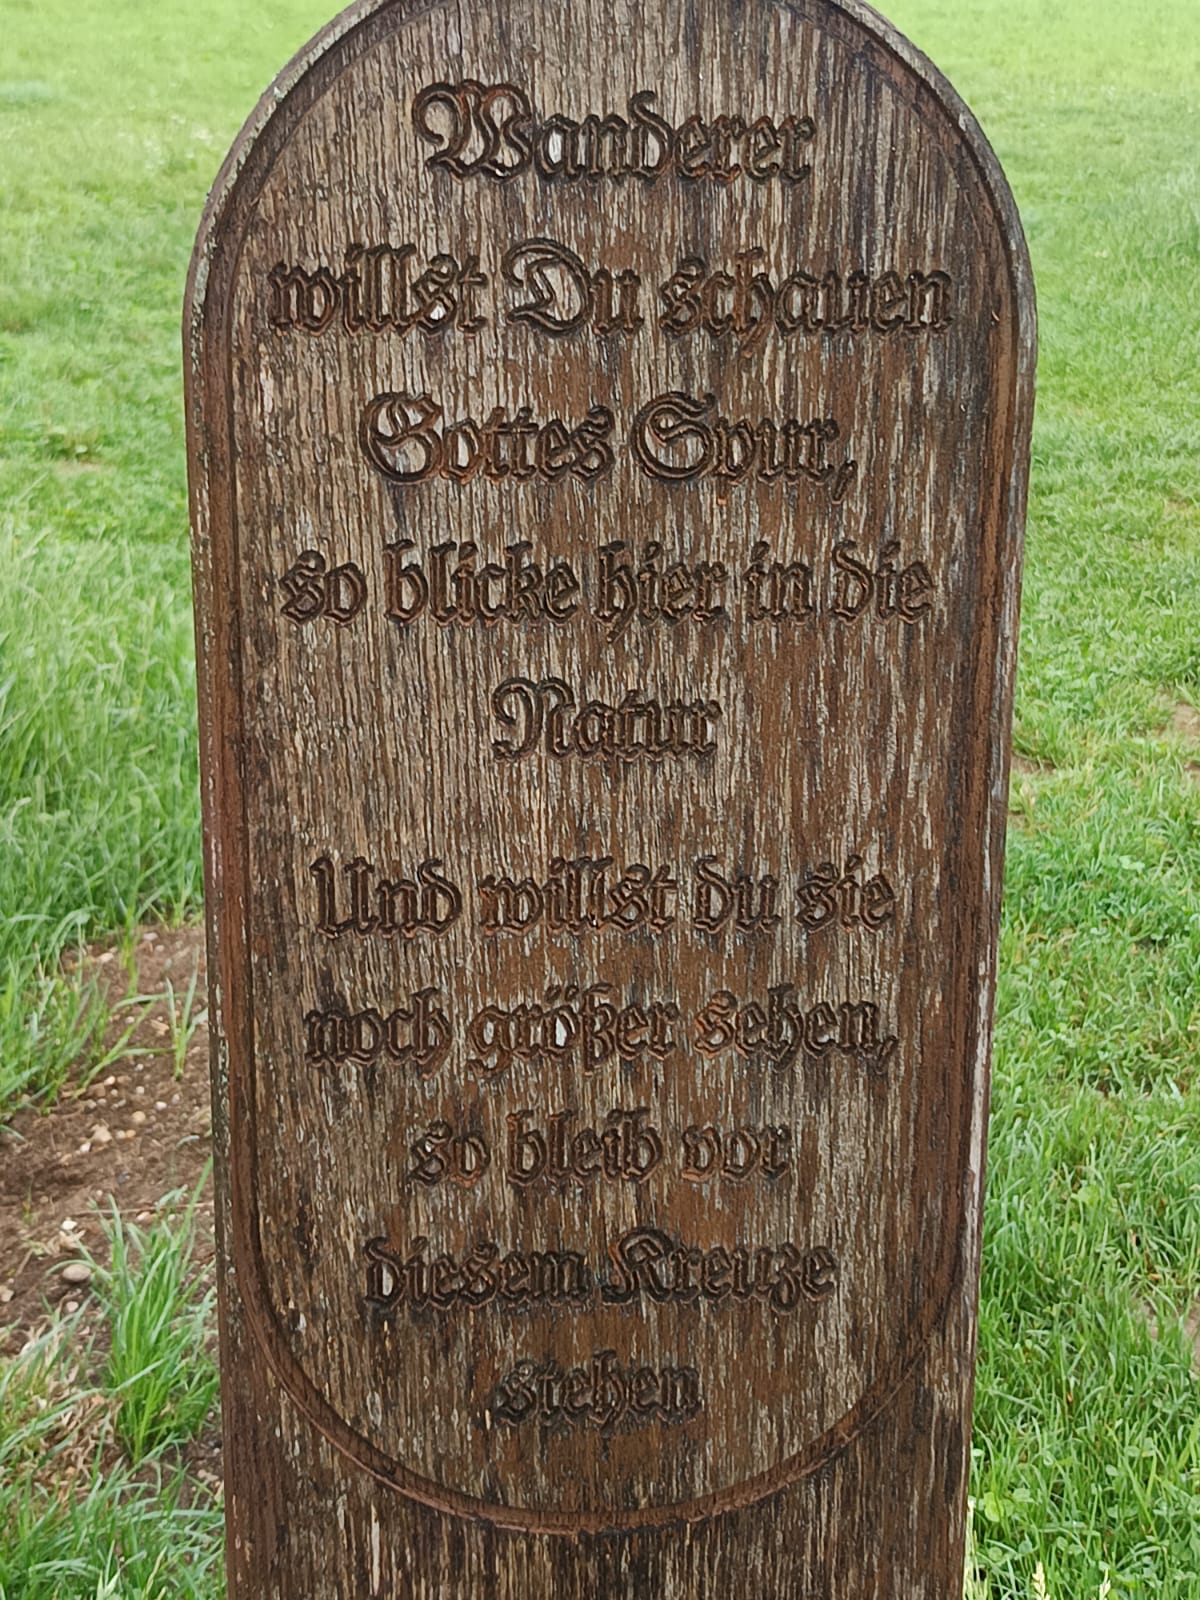 Wanderer
willst Du schauen
Gottes Spur,
so blicke hier in die
Natur
Und willst du sie
noch größer sehen,
so bleib vor
diesem Kreuze
stehen